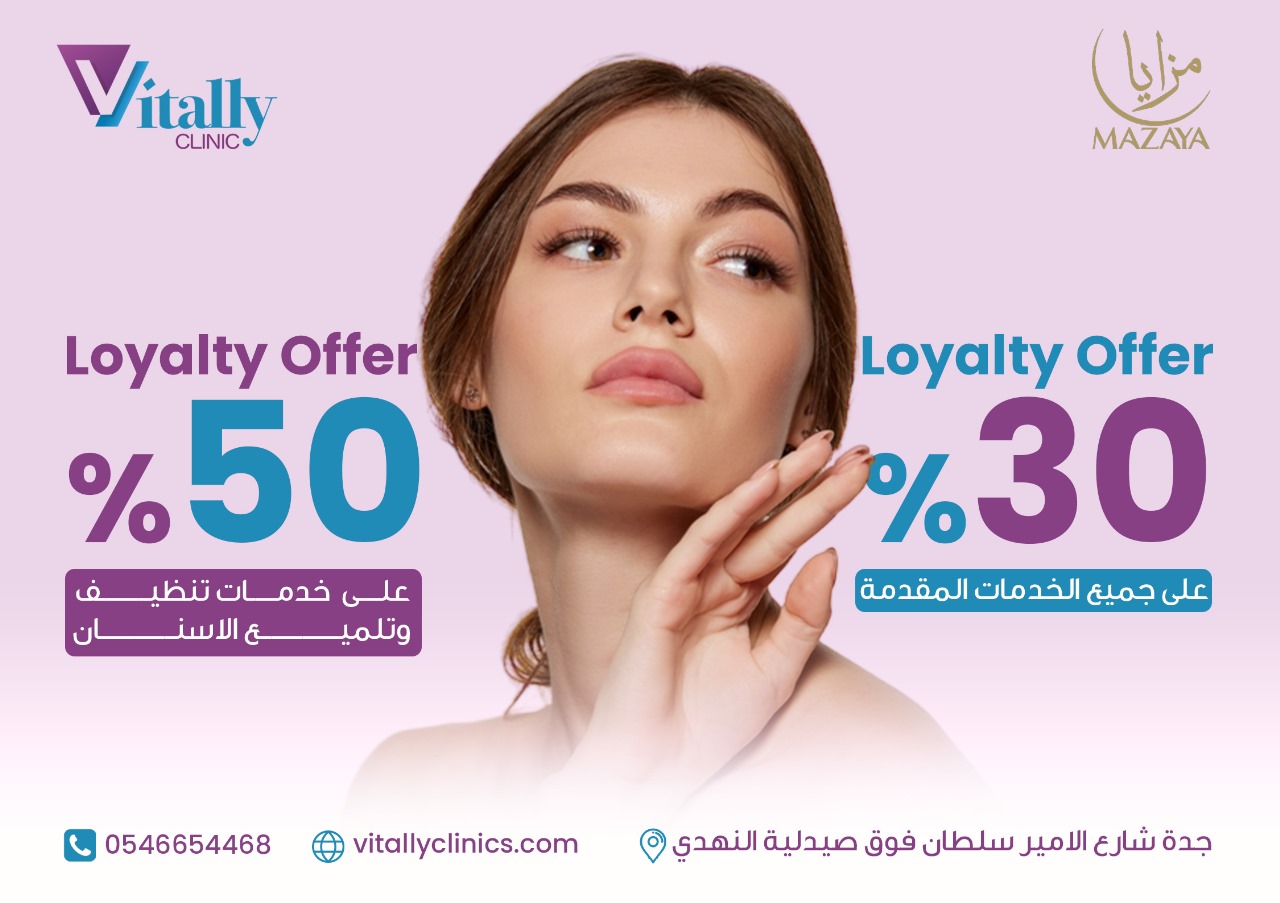 Vitally
CLINIC
مزايا
MAZAYA
Loyalty Offer
%50
على خدمات تنظيف
وتلميع الاسنان
Loyalty Offer
%30
على جميع الخدمات المقدمة
0546654468
vitallyclinics.com
جدة شارع الامير سلطان فوق صيدلية النهدي